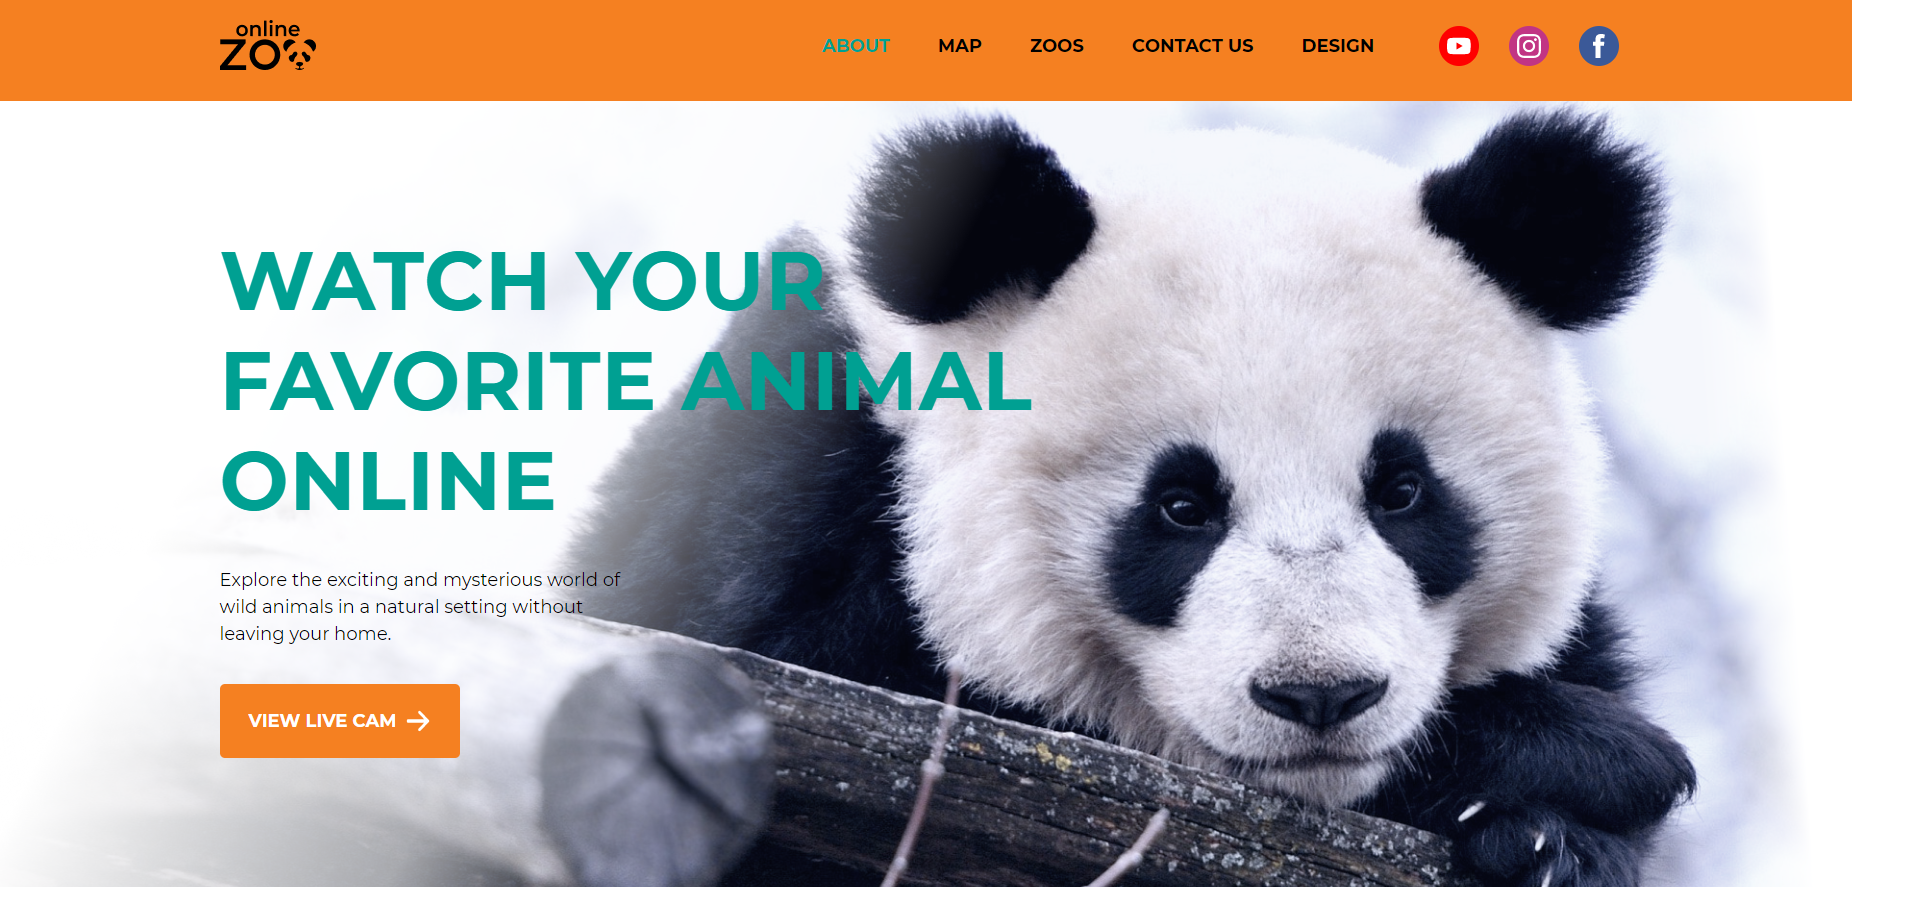 online
ZOO
ABOUT
MAP
ZOOS
CONTACT US
DESIGN
WATCH YOUR
FAVORITE ANIMAL
ONLINE
Explore the exciting and mysterious world of
wild animals in a natural setting without
leaving your home.
VIEW LIVE CAM